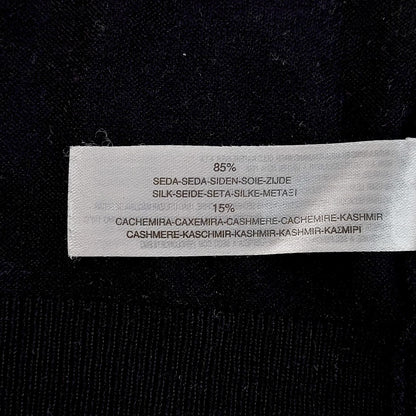 85%
SEDA-SEDA-SIDEN-SOIE-ZIJDE
SILK-SEIDE-SETA-SILKE-ΜΕΤΑΞΙ
15%
CACHEMIRA-CAXEMIRA-CASHMERE-CACHEMIRE-KASHMIR
CASHMERE-KASCHMIR-KASHMIR-KASHMIR-ΚΑΣΜΙΡΙ